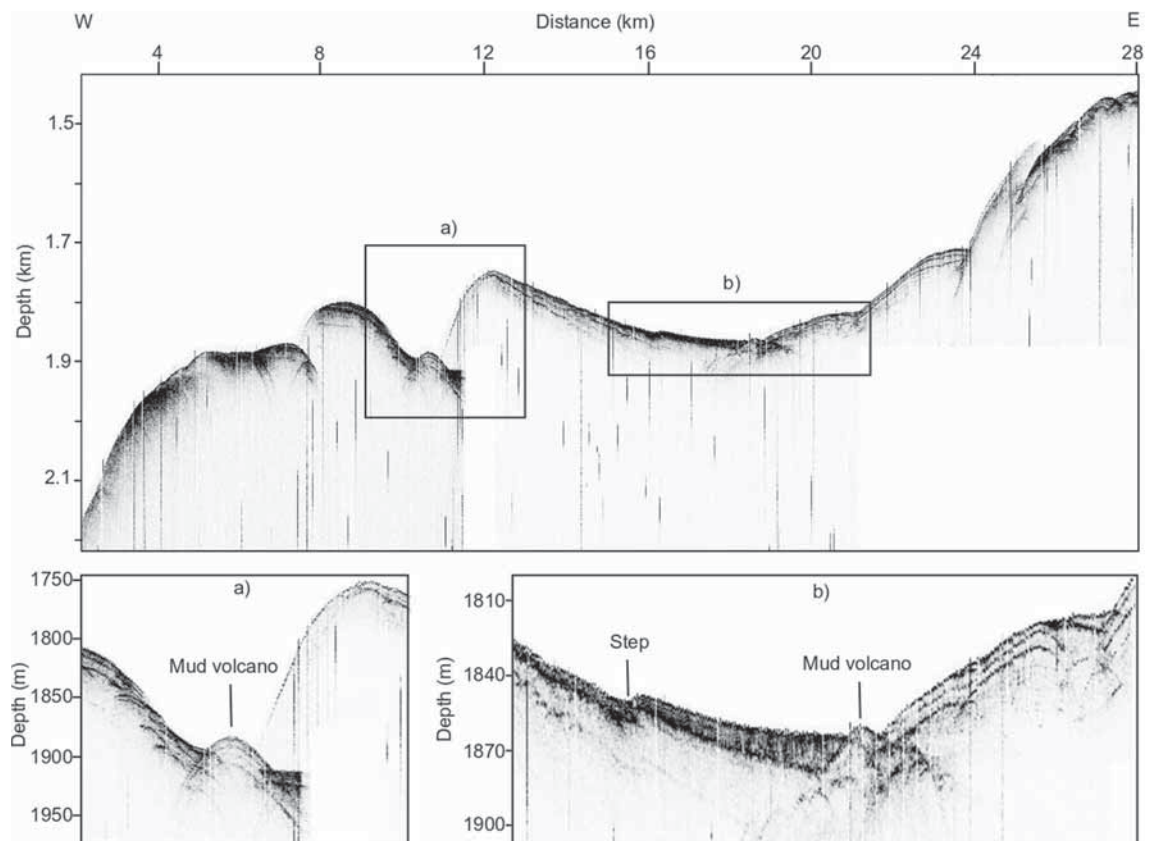 W Distance (km) E
4 8 12 16 20 24 28
Depth (km)
1.5
1.7
1.9
2.1
a)
b)
a)
Depth (m)
1750
1800
1850
1900
1950
Mud volcano
b)
Depth (m)
1810
1840
1870
1900
Step
Mud volcano